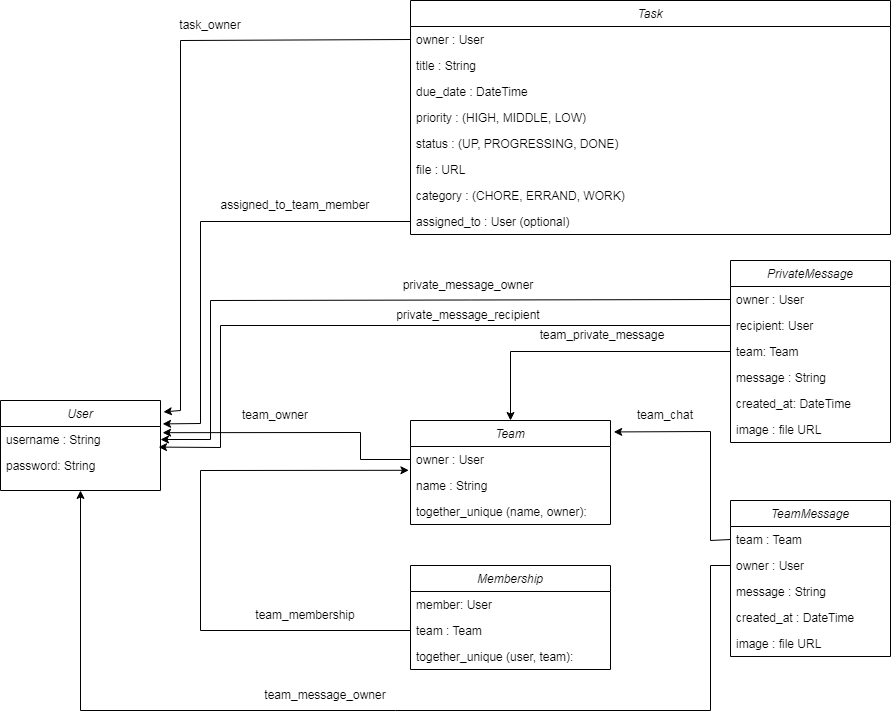 task_owner
Task
owner : User
title : String
due_date : DateTime
priority : (HIGH, MIDDLE, LOW)
status : (UP, PROGRESSING, DONE)
file : URL
category : (CHORE, ERRAND, WORK)
assigned_to : User (optional)
assigned_to_team_member
private_message_owner
private_message_recipient
team_private_message
PrivateMessage
owner : User
recipient: User
team: Team
message : String
created_at: DateTime
image : file URL
User
username : String
password: String
team_owner
Team
owner : User
name : String
together_unique (name, owner):
team_chat
TeamMessage
team : Team
owner : User
message : String
created_at : DateTime
image : file URL
Membership
member: User
team : Team
together_unique (user, team):
team_membership
team_message_owner